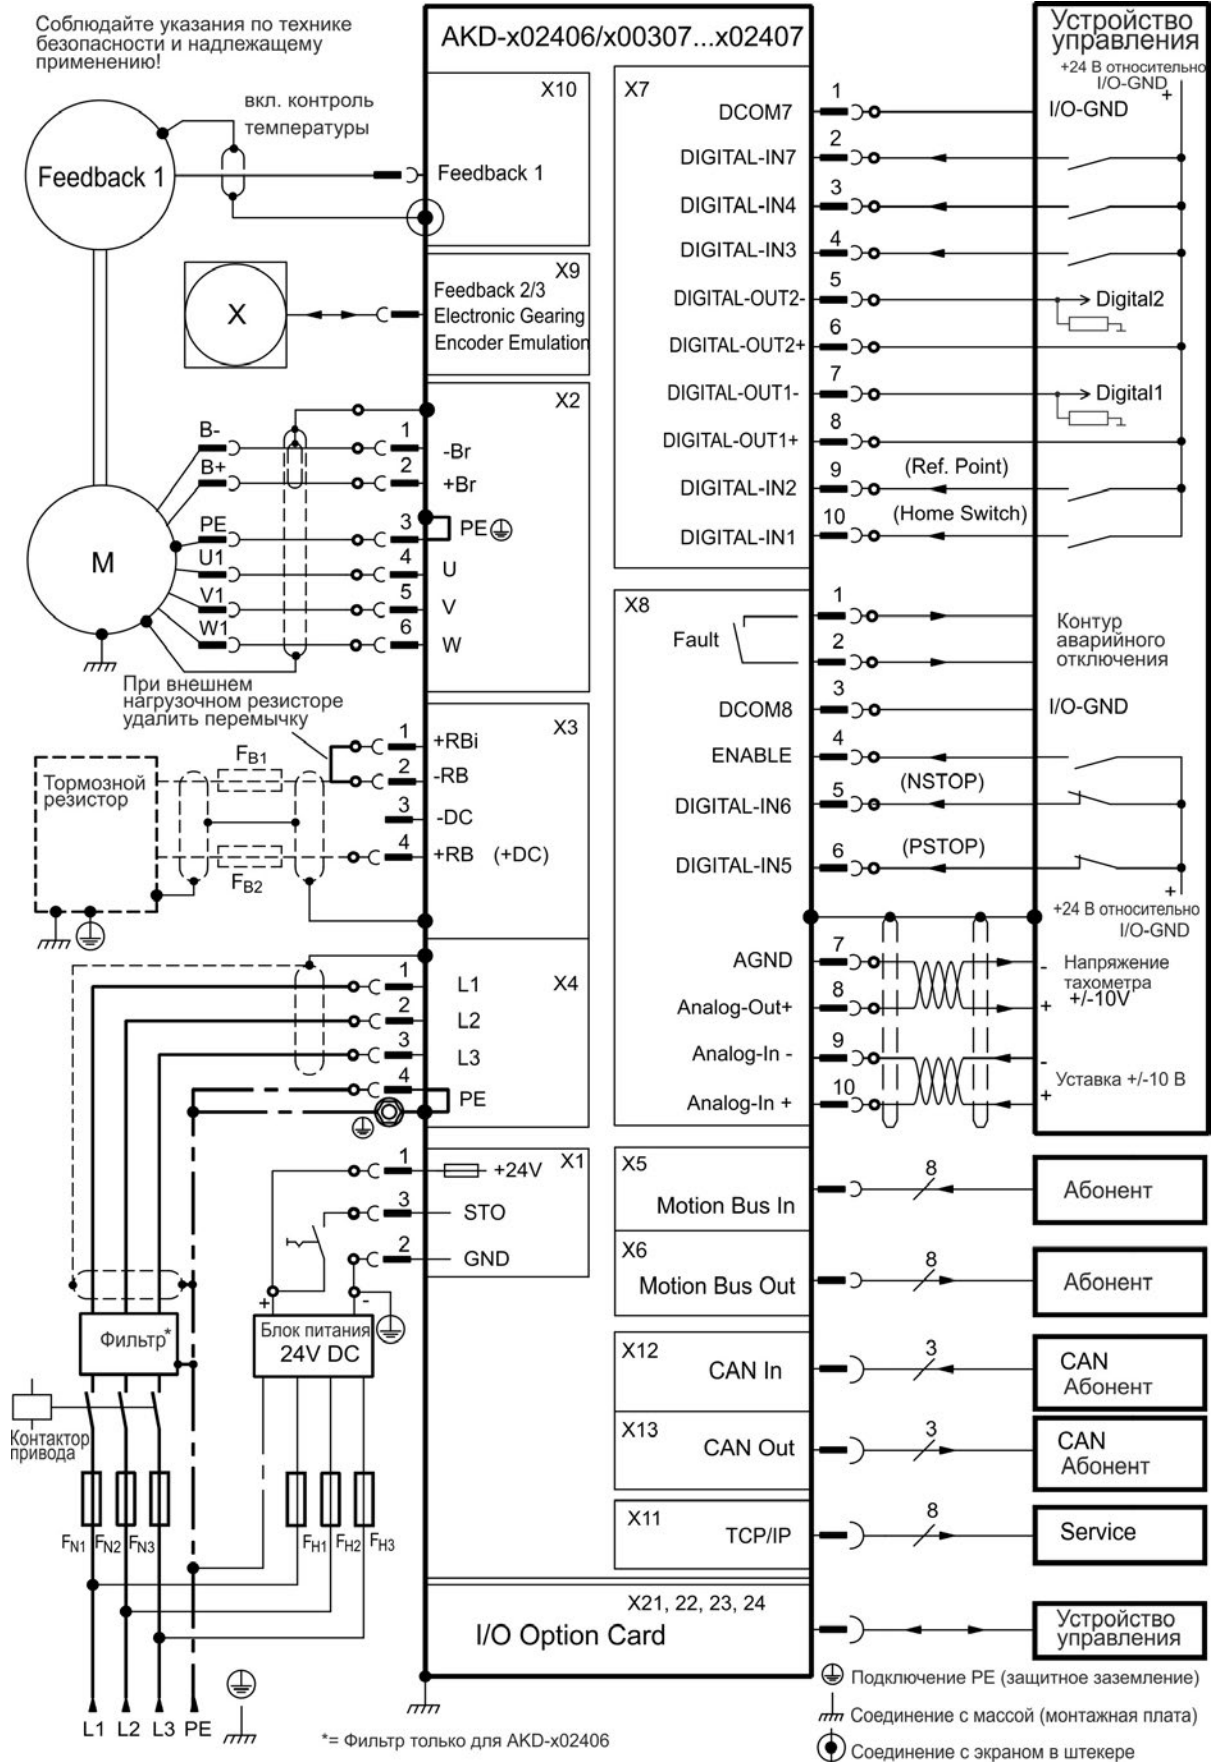 Соблюдайте указания по технике
безопасности и надлежащему
применению!
AKD-x02406/x00307...x02407
вкл. контроль
температуры
Feedback 1
X10
Feedback 1
X
X9
Feedback 2/3
Electronic Gearing
Encoder Emulation
X2
B-
1
-Br
B+
2
+Br
PE
3
PE
U1
4
U
V1
5
V
W1
6
W
M
При внешнем
нагрузочном резисторе
удалить перемычку
X3
Тормозной
резистор
FB1
FB2
1
+RBi
2
-RB
3
-DC
4
+RB (+DC)
X4
1
L1
2
L2
3
L3
4
PE
X1
1
+24V
3
STO
2
GND
+
-
Фильтр*
Блок питания
24V DC
Контактор
привода
FN1
FN2
FN3
FH1
FH2
FH3
L1
L2
L3
PE
*= Фильтр только для AKD-x02406
X7
DCOM7
1
DIGITAL-IN7
2
DIGITAL-IN4
3
DIGITAL-IN3
4
DIGITAL-OUT2-
5
DIGITAL-OUT2+
6
DIGITAL-OUT1-
7
DIGITAL-OUT1+
8
DIGITAL-IN2
9
(Ref. Point)
DIGITAL-IN1
10
(Home Switch)
Устройство
управления
+24 В относительно
I/O-GND
+
I/O-GND
Digital2
Digital1
X8
Fault
1
2
Контур
аварийного
отключения
DCOM8
3
I/O-GND
ENABLE
4
DIGITAL-IN6
5
(NSTOP)
DIGITAL-IN5
6
(PSTOP)
+
+24 В относительно
I/O-GND
AGND
7
-
Напряжение
тахометра
+/-10V
Analog-Out+
8
+
Analog-In -
9
-
Уставка +/-10 В
Analog-In +
10
+
X5
Motion Bus In
8
Абонент
X6
Motion Bus Out
8
Абонент
X12
CAN In
3
CAN
Абонент
X13
CAN Out
3
CAN
Абонент
X11
TCP/IP
8
Service
X21, 22, 23, 24
I/O Option Card
Устройство
управления
Подключение PE (защитное заземление)
Соединение с массой (монтажная плата)
Соединение с экраном в штекере